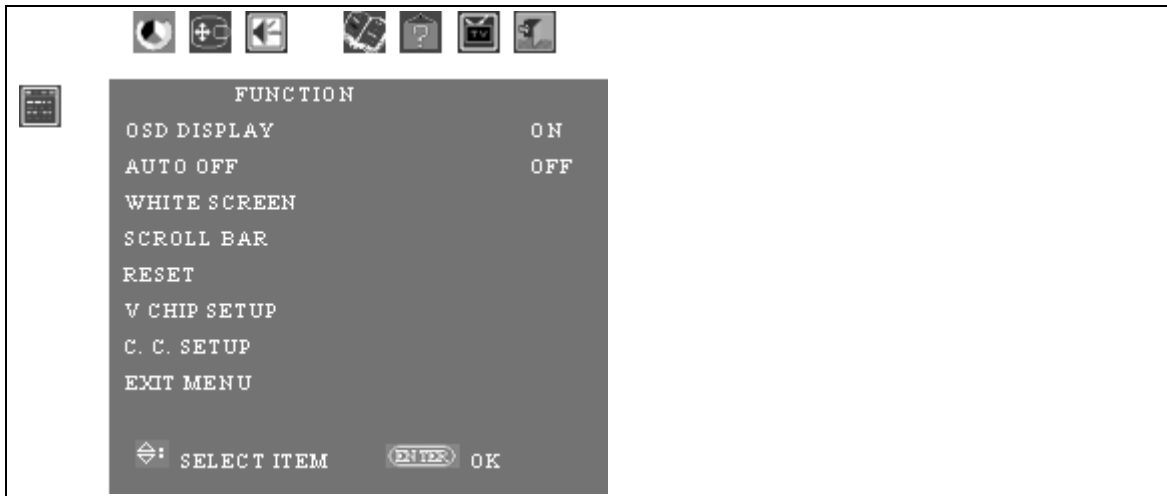 TV
FUNCTION
OSD DISPLAY ON
AUTO OFF OFF
WHITE SCREEN
SCROLL BAR
RESET
V CHIP SETUP
C. C. SETUP
EXIT MENU
: SELECT ITEM ENTER OK